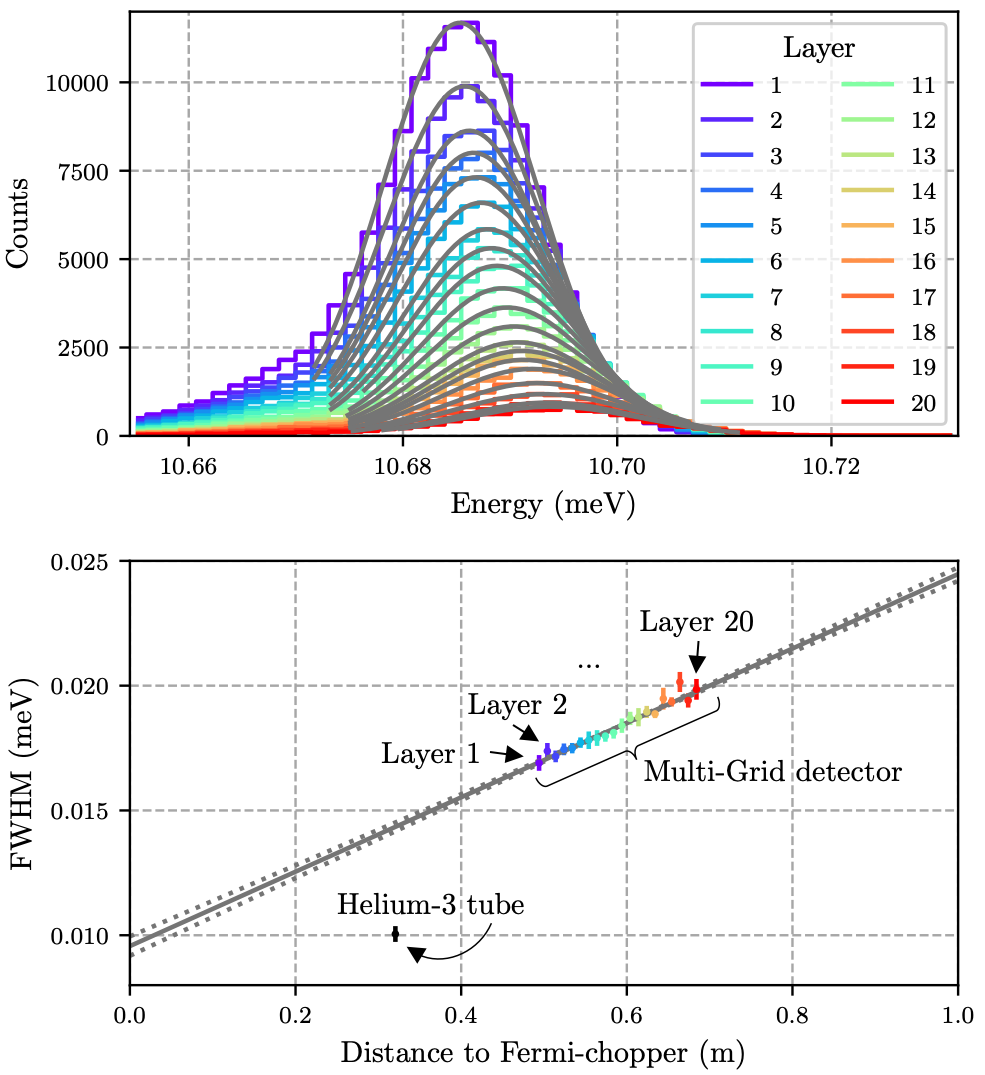 Counts
10000
7500
5000
2500
0
Layer
1 11
2 12
3 13
4 14
5 15
6 16
7 17
8 18
9 19
10 20
10.66 10.68 10.70 10.72
Energy (meV)
FWHM (meV)
0.025
0.020
0.015
0.010
Layer 20
...
Layer 2
Layer 1
Multi-Grid detector
Helium-3 tube
0.0 0.2 0.4 0.6 0.8 1.0
Distance to Fermi-chopper (m)